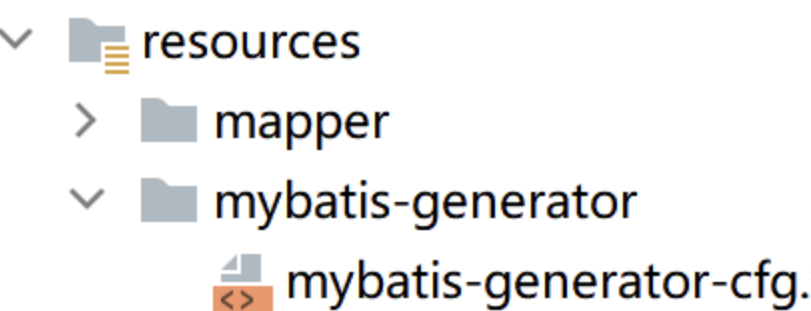 resources
mapper
mybatis-generator
mybatis-generator-cfg.